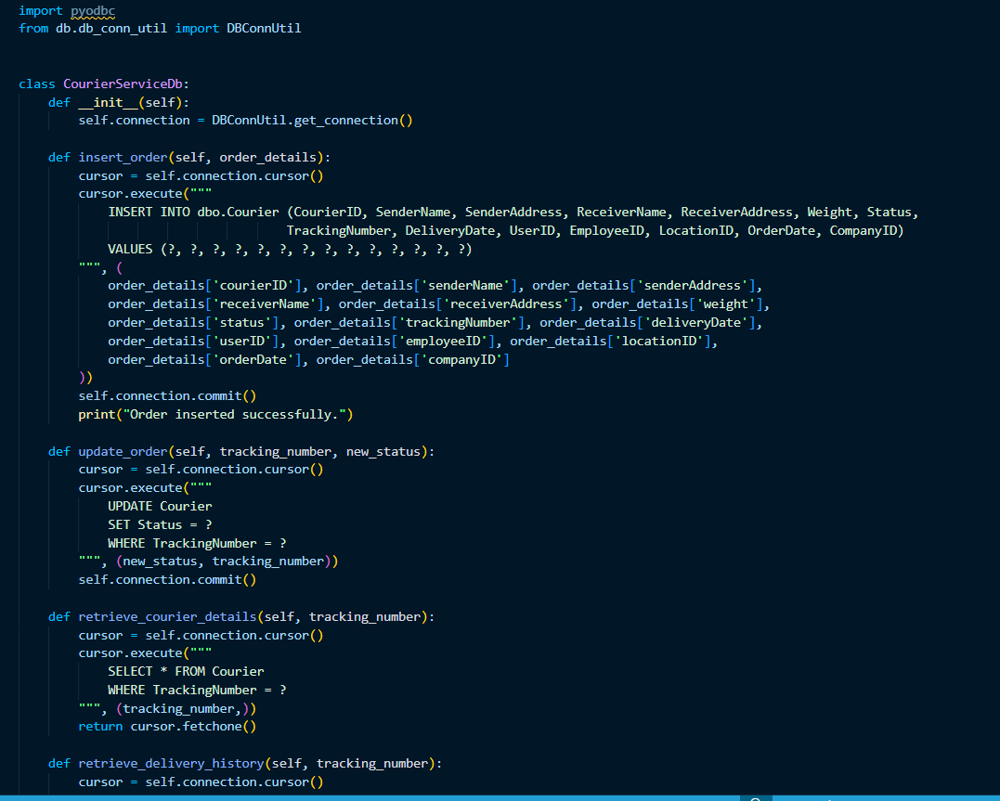 import pyodbc
from db.db_conn_util import DBConnUtil
class CourierServiceDb:
def __init__(self):
self.connection = DBConnUtil.get_connection()
def insert_order(self, order_details):
cursor = self.connection.cursor()
cursor.execute("""
INSERT INTO dbo.Courier (CourierID, SenderName, SenderAddress, ReceiverName, ReceiverAddress, Weight, Status,
TrackingNumber, DeliveryDate, UserID, EmployeeID, LocationID, OrderDate, CompanyID)
VALUES (?, ?, ?, ?, ?, ?, ?, ?, ?, ?, ?, ?, ?, ?)
""", (
order_details['courierID'], order_details['senderName'], order_details['senderAddress'],
order_details['receiverName'], order_details['receiverAddress'], order_details['weight'],
order_details['status'], order_details['trackingNumber'], order_details['deliveryDate'],
order_details['userID'], order_details['employeeID'], order_details['locationID'],
order_details['orderDate'], order_details['companyID']
))
self.connection.commit()
print("Order inserted successfully.")
def update_order(self, tracking_number, new_status):
cursor = self.connection.cursor()
cursor.execute("""
UPDATE Courier
SET Status = ?
WHERE TrackingNumber = ?
""", (new_status, tracking_number))
self.connection.commit()
def retrieve_courier_details(self, tracking_number):
cursor = self.connection.cursor()
cursor.execute("""
SELECT * FROM Courier
WHERE TrackingNumber = ?
""", (tracking_number,))
return cursor.fetchone()
def retrieve_delivery_history(self, tracking_number):
cursor = self.connection.cursor()